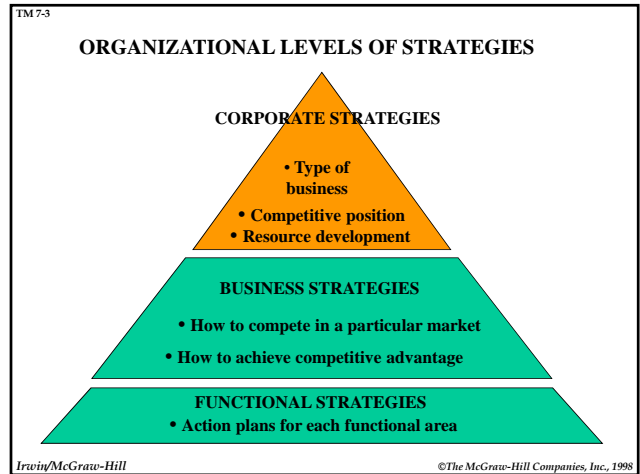 TM 7-3
ORGANIZATIONAL LEVELS OF STRATEGIES
CORPORATE STRATEGIES
• Type of
business
• Competitive position
• Resource development
BUSINESS STRATEGIES
• How to compete in a particular market
• How to achieve competitive advantage
FUNCTIONAL STRATEGIES
• Action plans for each functional area
Irwin/McGraw-Hill
©The McGraw-Hill Companies, Inc., 1998